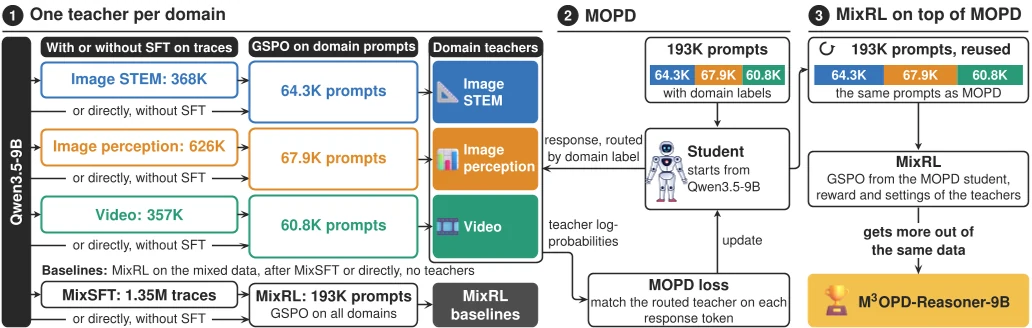 1 One teacher per domain
With or without SFT on traces
GSPO on domain prompts
Domain teachers
Qwen3.5-9B
Image STEM: 368K
or directly, without SFT
64.3K prompts
Image
STEM
Image perception: 626K
or directly, without SFT
67.9K prompts
Image
perception
Video: 357K
or directly, without SFT
60.8K prompts
Video
Baselines: MixRL on the mixed data, after MixSFT or directly, no teachers
MixSFT: 1.35M traces
or directly, without SFT
MixRL: 193K prompts
GSPO on all domains
MixRL
baselines
2 MOPD
193K prompts
64.3K 67.9K 60.8K
with domain labels
response, routed
by domain label
Student
starts from
Qwen3.5-9B
teacher log-
probabilities
update
MOPD loss
match the routed teacher on each
response token
3 MixRL on top of MOPD
193K prompts, reused
64.3K 67.9K 60.8K
the same prompts as MOPD
MixRL
GSPO from the MOPD student,
reward and settings of the teachers
gets more out of
the same data
M³OPD-Reasoner-9B